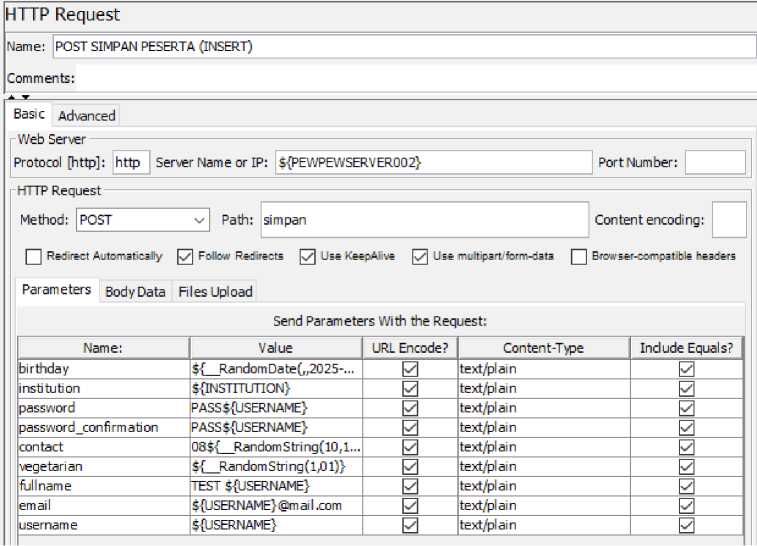 HTTP Request
Name: POST SIMPAN PESERTA (INSERT)
Comments:
Basic Advanced
Web Server
Protocol [http]: http Server Name or IP: ${PEWPEWSERVER002} Port Number:
HTTP Request
Method: POST Path: simpan Content encoding:
Redirect Automatically Follow Redirects Use KeepAlive Use multipart/form-data Browser-compatible headers
Parameters Body Data Files Upload
Send Parameters With the Request:
Name: Value URL Encode? Content-Type Include Equals?
birthday ${__RandomDate(,,2025-... text/plain
institution ${INSTITUTION} text/plain
password PASS${USERNAME} text/plain
password_confirmation PASS${USERNAME} text/plain
contact 08${__RandomString(10,1... text/plain
vegetarian ${__RandomString(1,01)} text/plain
fullname TEST ${USERNAME} text/plain
email ${USERNAME}@mail.com text/plain
username ${USERNAME} text/plain